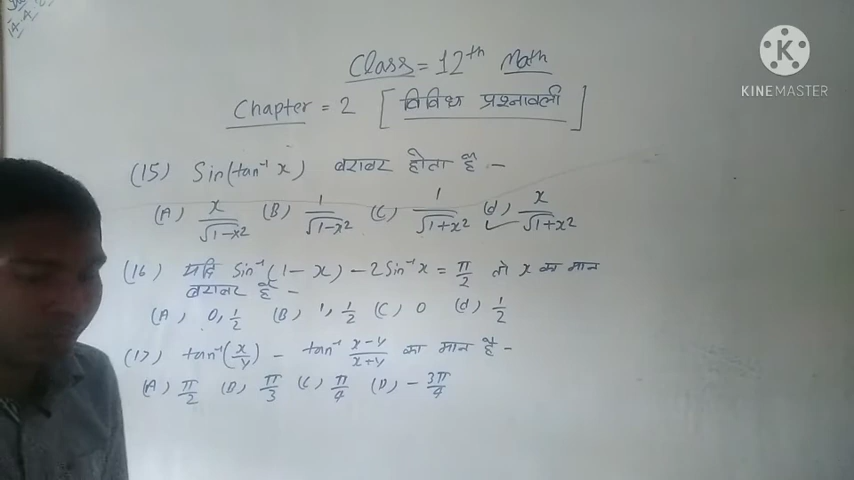 KINEMASTER
Class = 12th Math
Chapter = 2 [विविध प्रश्नावली]
(15) Sin(tan⁻¹ x) बराबर होता है :-
(A) x/√1-x² (B) 1/√1-x² (C) 1/√1+x² (d) x/√1+x²
(16) यदि Sin⁻¹(1-x) - 2Sin⁻¹x = π/2 तो x का मान
बराबर है -
(A) 0, 1/2 (B) 1, 1/2 (C) 0 (d) 1/2
(17) tan⁻¹(x/y) - tan⁻¹ x-y/x+y का मान है -
(A) π/2 (B) π/3 (C) π/4 (D) - 3π/4